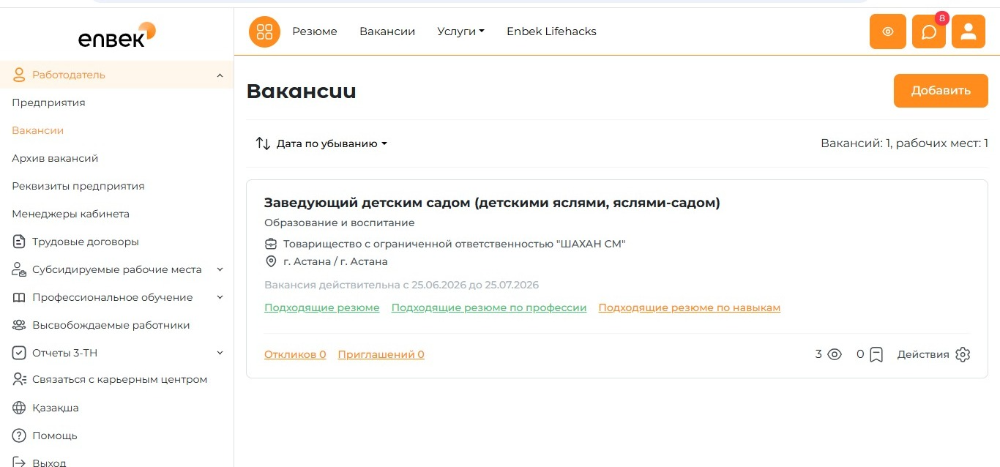 enbek
Работодатель
Предприятия
Вакансии
Архив вакансий
Реквизиты предприятия
Менеджеры кабинета
Трудовые договоры
Субсидируемые рабочие места
Профессиональное обучение
Высвобождаемые работники
Отчеты 3-ТН
Связаться с карьерным центром
Қазақша
Помощь
Выход
Резюме Вакансии Услуги Enbek Lifehacks 8
Вакансии Добавить
Дата по убыванию Вакансий: 1, рабочих мест: 1
Заведующий детским садом (детскими яслями, яслями-садом)
Образование и воспитание
Товарищество с ограниченной ответственностью "ШАХАН СМ"
г. Астана / г. Астана
Вакансия действительна с 25.06.2026 до 25.07.2026
Подходящие резюме Подходящие резюме по профессии Подходящие резюме по навыкам
Откликов 0 Приглашений 0 3 0 Действия